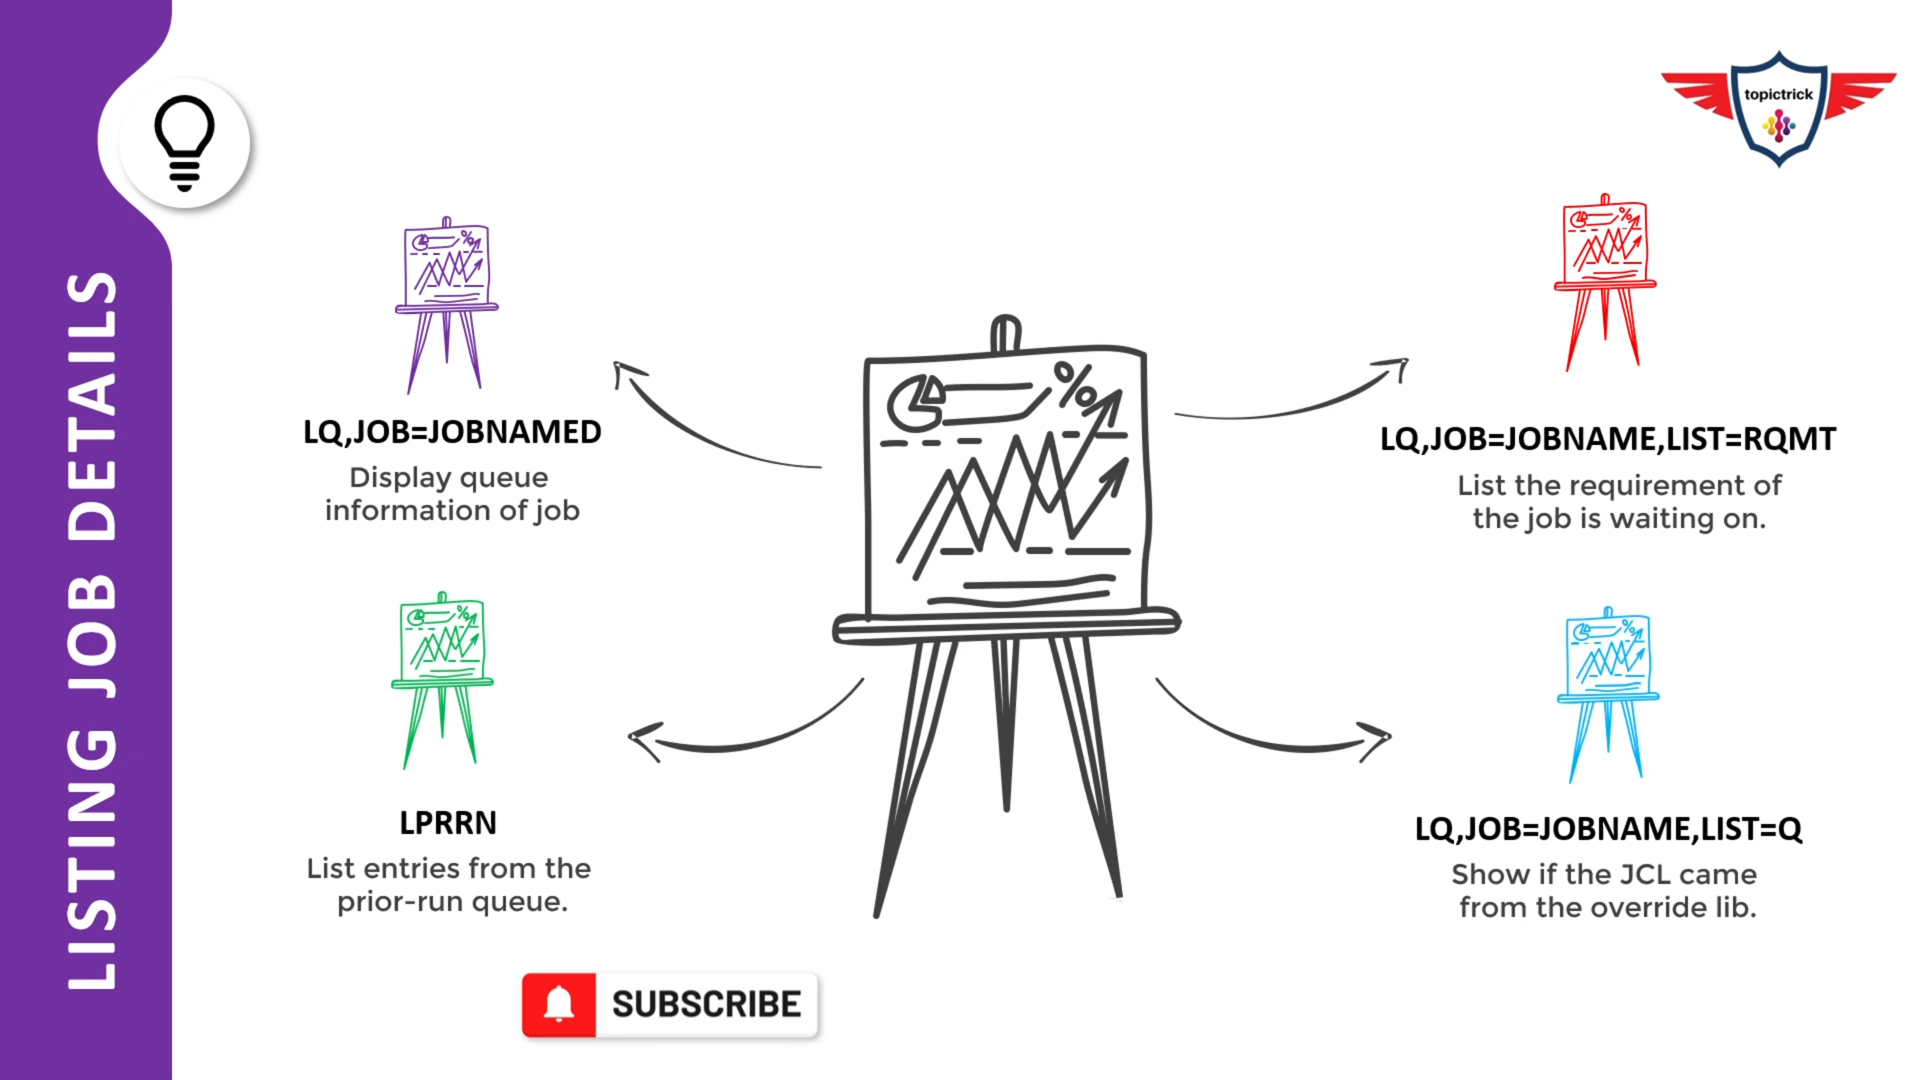 LISTING JOB DETAILS
topictrick
LQ,JOB=JOBNAMED
Display queue
information of job
LQ,JOB=JOBNAME,LIST=RQMT
List the requirement of
the job is waiting on.
%
LPRRN
List entries from the
prior-run queue.
LQ,JOB=JOBNAME,LIST=Q
Show if the JCL came
from the override lib.
SUBSCRIBE